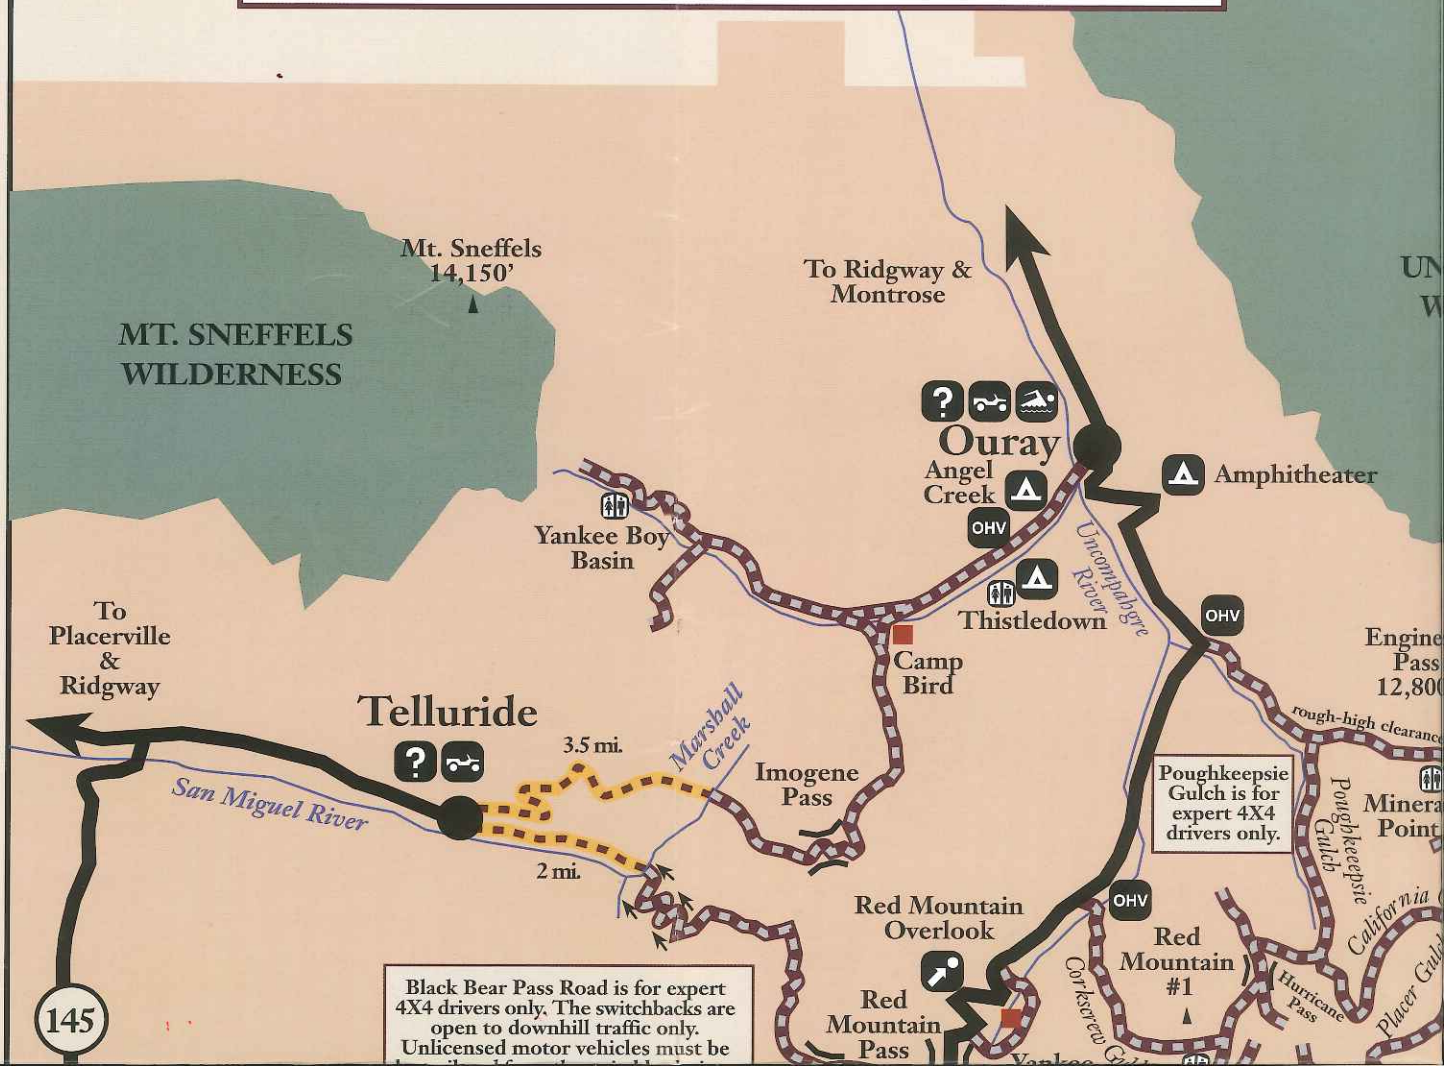 Mt. Sneffels
14,150'
MT. SNEFFELS
WILDERNESS
To Ridgway &
Montrose
UN
W
?
Ouray
Angel
Creek
OHV
Amphitheater
Yankee Boy
Basin
Uncompahgre
River
Thistledown
OHV
Camp
Bird
Engine
Pass
12,800
rough-high clearance
To
Placerville
&
Ridgway
Telluride
?
3.5 mi.
Marshall
Creek
Imogene
Pass
San Miguel River
2 mi.
Poughkeepsie
Gulch is for
expert 4X4
drivers only.
Poughkeepsie
Gulch
Minera
Point
OHV
Red Mountain
Overlook
Red
Mountain
#1
California
Placer Gulc
Hurricane
Pass
Corkscrew Gul
Red
Mountain
Pass
Black Bear Pass Road is for expert
4X4 drivers only. The switchbacks are
open to downhill traffic only.
Unlicensed motor vehicles must be
145